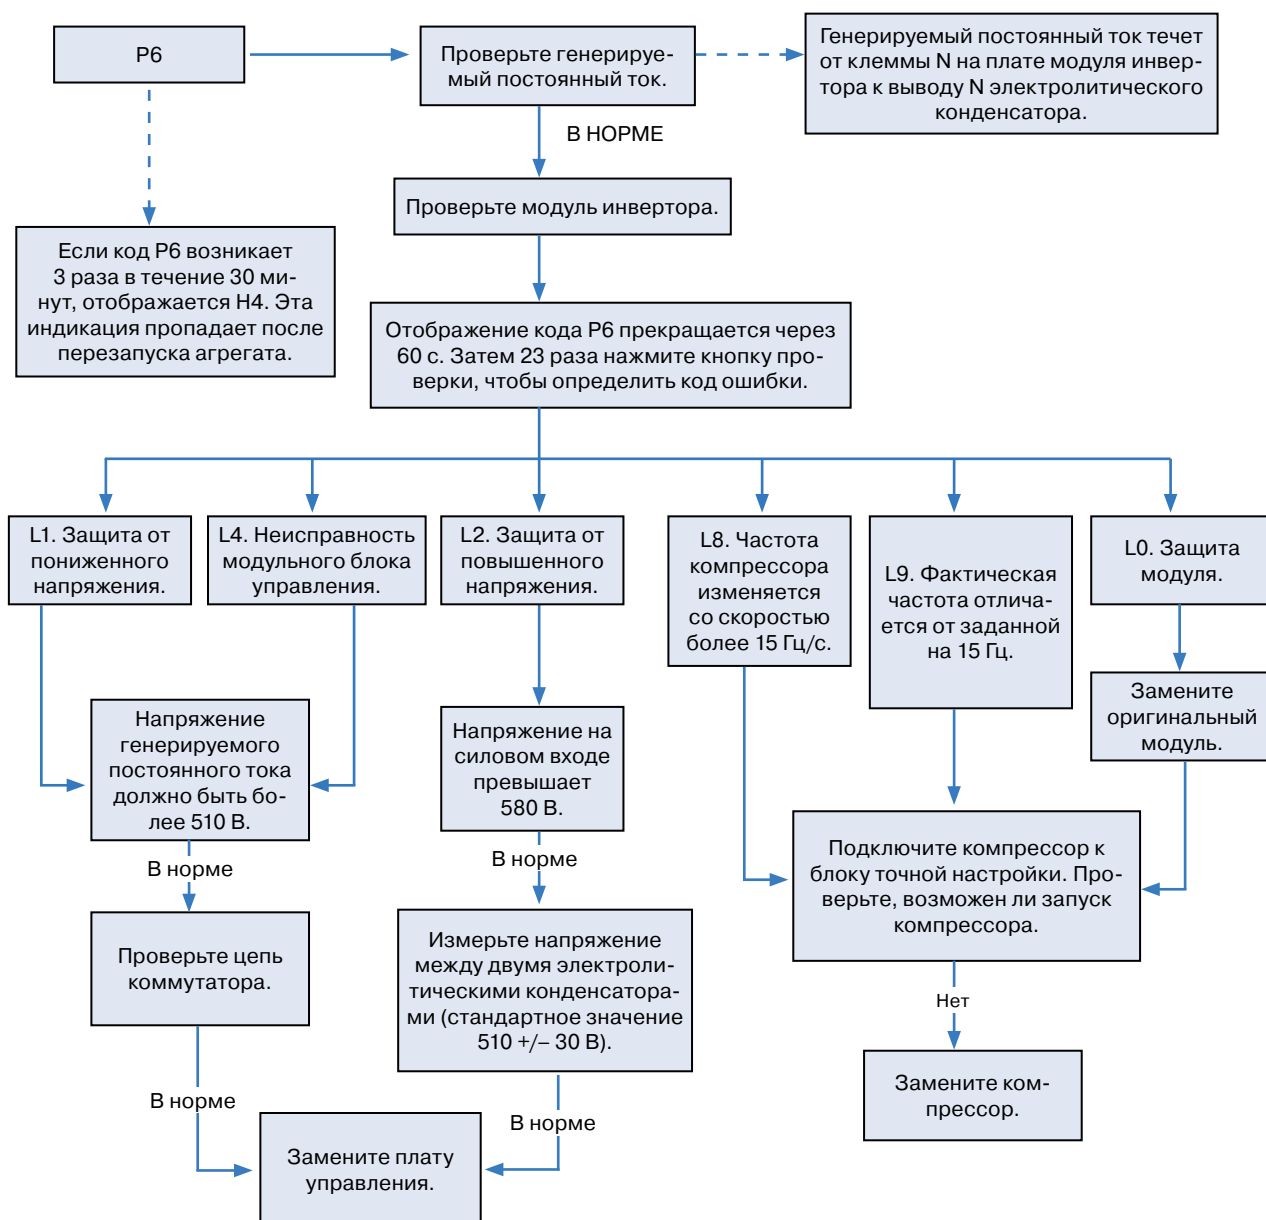 P6
Проверьте генерируе-
мый постоянный ток.
Генерируемый постоянный ток течет
от клеммы N на плате модуля инвер-
тора к выводу N электролитического
конденсатора.
В НОРМЕ
Проверьте модуль инвертора.
Если код P6 возникает
3 раза в течение 30 ми-
нут, отображается H4. Эта
индикация пропадает после
перезапуска агрегата.
Отображение кода P6 прекращается через
60 с. Затем 23 раза нажмите кнопку про-
верки, чтобы определить код ошибки.
L1. Защита от
пониженного
напряжения.
L4. Неисправность
модульного блока
управления.
L2. Защита от
повышенного
напряжения.
L8. Частота
компрессора
изменяется
со скоростью
более 15 Гц/с.
L9. Фактическая
частота отлича-
ется от заданной
на 15 Гц.
L0. Защита
модуля.
Напряжение
генерируемого
постоянного тока
должно быть бо-
лее 510 В.
Напряжение на
силовом входе
превышает
580 В.
Замените
оригинальный
модуль.
В норме
В норме
Подключите компрессор к
блоку точной настройки. Про-
верьте, возможен ли запуск
компрессора.
Проверьте цепь
коммутатора.
Измерьте напряжение
между двумя электроли-
тическими конденсатора-
ми (стандартное значение
510 +/– 30 В).
Нет
Замените ком-
прессор.
В норме
В норме
Замените плату
управления.